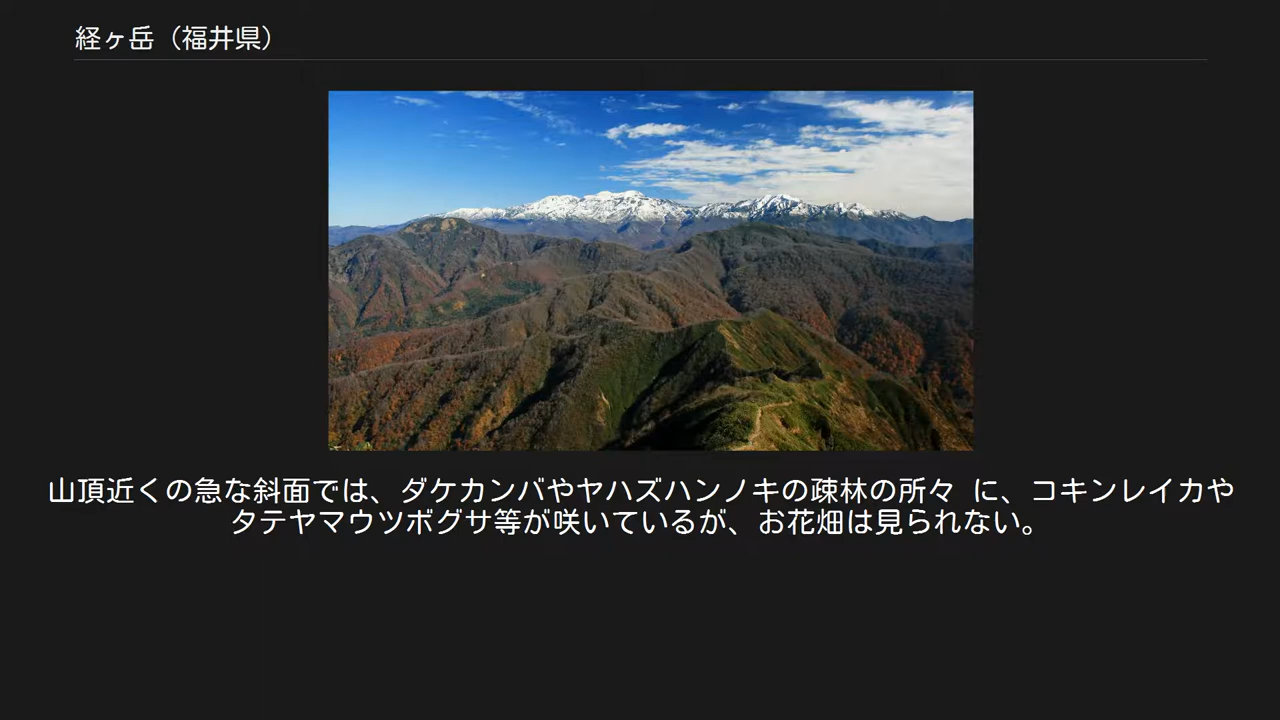 経ヶ岳（福井県）
山頂近くの急な斜面では、ダケカンバやヤハズハンノキの疎林の所々 に、コキンレイカや
タテヤマウツボグサ等が咲いているが、お花畑は見られない。